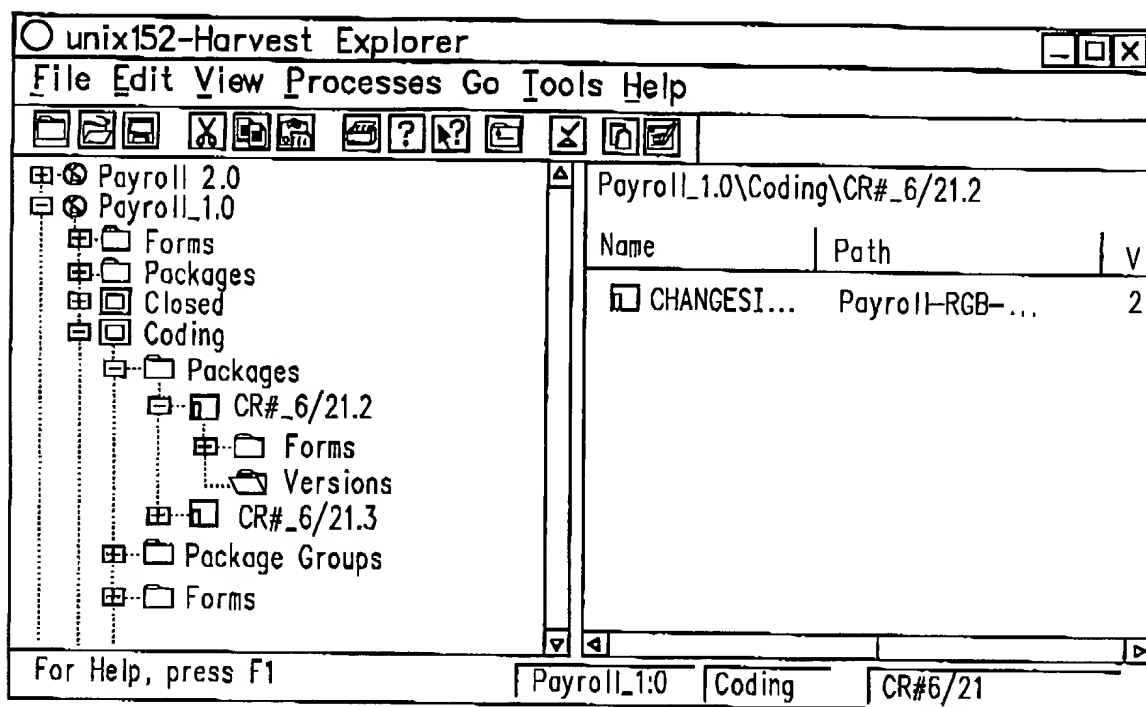 unix152-Harvest Explorer
File Edit View Processes Go Tools Help
Payroll 2.0
Payroll_1.0
Forms
Packages
Closed
Coding
Packages
CR#_6/21.2
Forms
Versions
CR#_6/21.3
Package Groups
Forms
Payroll_1.0\Coding\CR#_6/21.2
Name Path V
CHANGESI... Payroll-RGB-... 2
For Help, press F1 Payroll_1:0 Coding CR#6/21